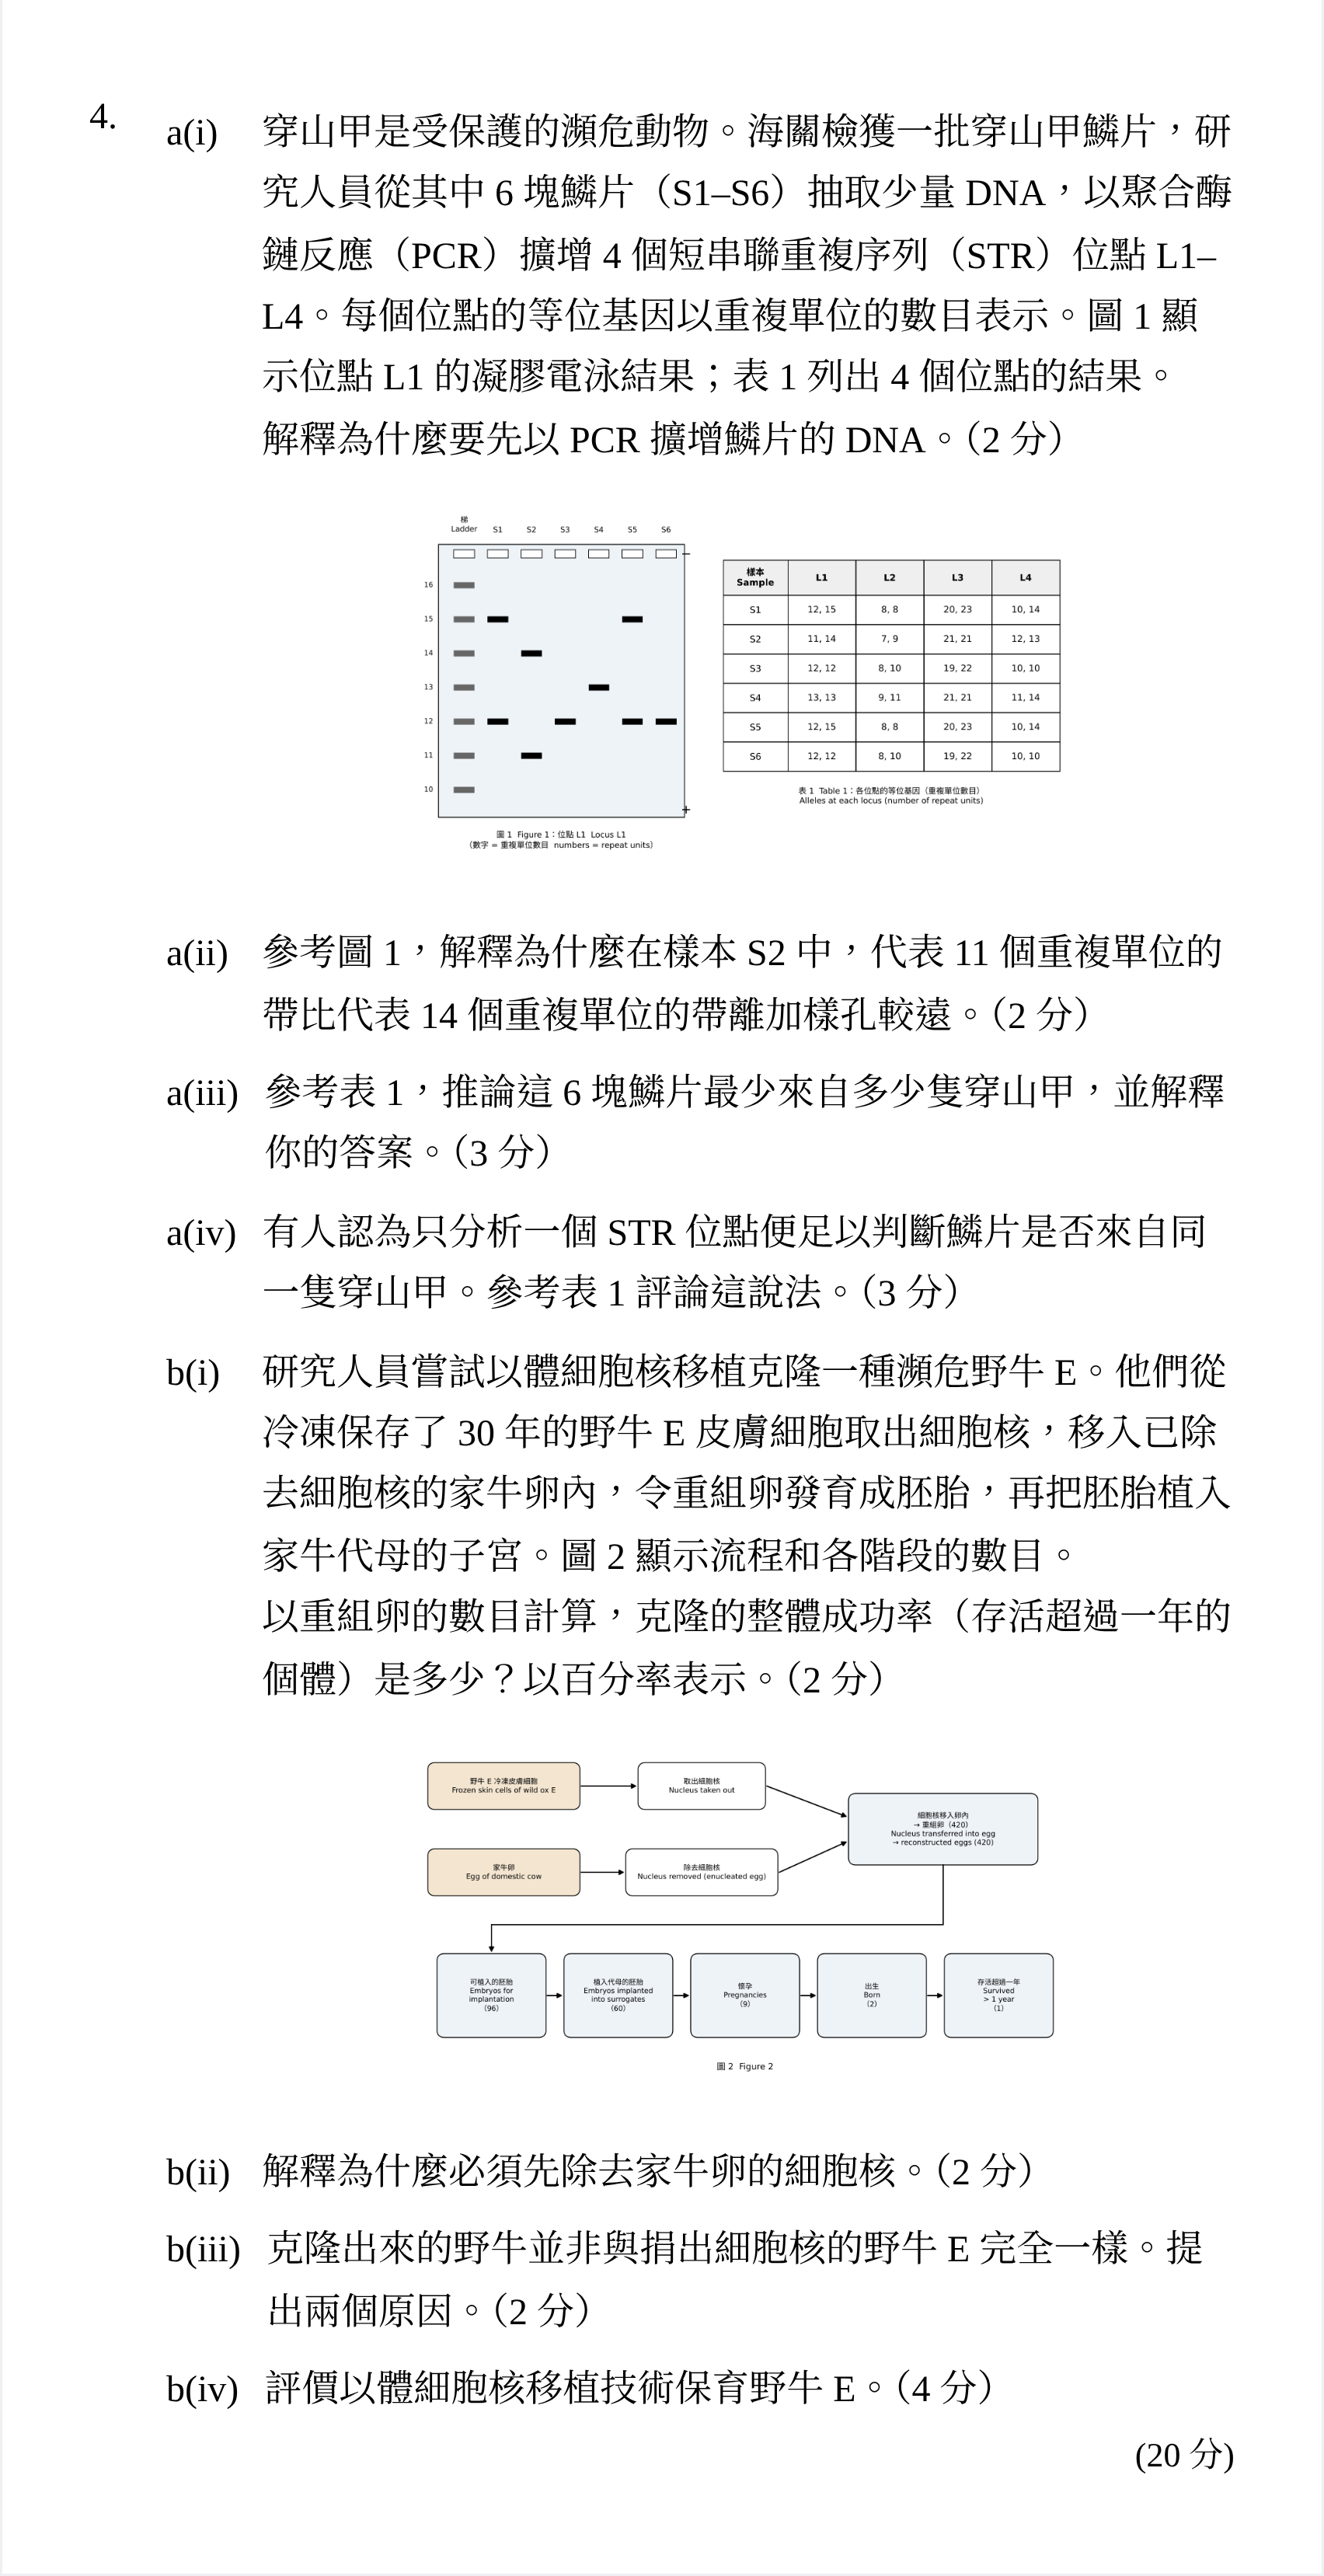 4.
a(i) 穿山甲是受保護的瀕危動物。海關檢獲一批穿山甲鱗片，研
究人員從其中 6 塊鱗片（S1–S6）抽取少量 DNA，以聚合酶
鏈反應（PCR）擴增 4 個短串聯重複序列（STR）位點 L1–
L4。每個位點的等位基因以重複單位的數目表示。圖 1 顯
示位點 L1 的凝膠電泳結果；表 1 列出 4 個位點的結果。
解釋為什麼要先以 PCR 擴增鱗片的 DNA。（2 分）
梯
Ladder S1 S2 S3 S4 S5 S6
−
16
15
14
13
12
11
10
+
圖 1 Figure 1：位點 L1 Locus L1
（數字 = 重複單位數目 numbers = repeat units）
樣本
Sample L1 L2 L3 L4
S1 12, 15 8, 8 20, 23 10, 14
S2 11, 14 7, 9 21, 21 12, 13
S3 12, 12 8, 10 19, 22 10, 10
S4 13, 13 9, 11 21, 21 11, 14
S5 12, 15 8, 8 20, 23 10, 14
S6 12, 12 8, 10 19, 22 10, 10
表 1 Table 1：各位點的等位基因（重複單位數目）
Alleles at each locus (number of repeat units)
a(ii) 參考圖 1，解釋為什麼在樣本 S2 中，代表 11 個重複單位的
帶比代表 14 個重複單位的帶離加樣孔較遠。（2 分）
a(iii) 參考表 1，推論這 6 塊鱗片最少來自多少隻穿山甲，並解釋
你的答案。（3 分）
a(iv) 有人認為只分析一個 STR 位點便足以判斷鱗片是否來自同
一隻穿山甲。參考表 1 評論這說法。（3 分）
b(i) 研究人員嘗試以體細胞核移植克隆一種瀕危野牛 E。他們從
冷凍保存了 30 年的野牛 E 皮膚細胞取出細胞核，移入已除
去細胞核的家牛卵內，令重組卵發育成胚胎，再把胚胎植入
家牛代母的子宮。圖 2 顯示流程和各階段的數目。
以重組卵的數目計算，克隆的整體成功率（存活超過一年的
個體）是多少？以百分率表示。（2 分）
野牛 E 冷凍皮膚細胞
Frozen skin cells of wild ox E
取出細胞核
Nucleus taken out
細胞核移入卵內
→ 重組卵（420）
Nucleus transferred into egg
→ reconstructed eggs (420)
家牛卵
Egg of domestic cow
除去細胞核
Nucleus removed (enucleated egg)
可植入的胚胎
Embryos for
implantation
（96）
植入代母的胚胎
Embryos implanted
into surrogates
（60）
懷孕
Pregnancies
（9）
出生
Born
（2）
存活超過一年
Survived
> 1 year
（1）
圖 2 Figure 2
b(ii) 解釋為什麼必須先除去家牛卵的細胞核。（2 分）
b(iii) 克隆出來的野牛並非與捐出細胞核的野牛 E 完全一樣。提
出兩個原因。（2 分）
b(iv) 評價以體細胞核移植技術保育野牛 E。（4 分）
(20 分)